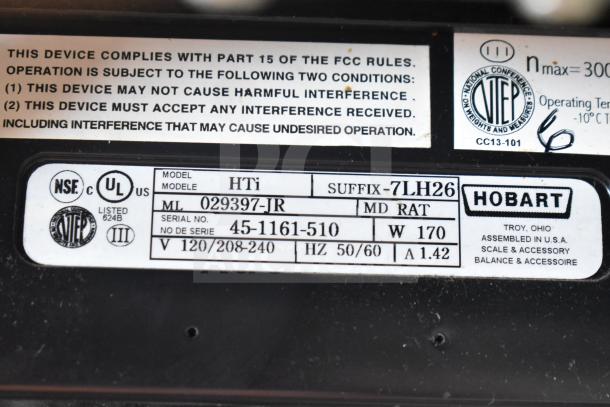 THIS DEVICE COMPLIES WITH PART 15 OF THE FCC RULES.
OPERATION IS SUBJECT TO THE FOLLOWING TWO CONDITIONS:
(1) THIS DEVICE MAY NOT CAUSE HARMFUL INTERFERENCE .
(2) THIS DEVICE MUST ACCEPT ANY INTERFERENCE RECEIVED.
INCLUDING INTERFERENCE THAT MAY CAUSE UNDESIRED OPERATION.
III
nmax=300
NATIONAL CONFERENCE
NTEP
WEIGHTS AND MEASURES
CC13-101
Operating Te
-10°C T
6
NSF
C UL US
LISTED
624B
NTEP
III
MODEL
MODELE
HTi
SUFFIX-7LH26
ML 029397-JR
MD RAT
SERIAL NO.
NO DE SERIE
45-1161-510
W 170
V 120/208-240
HZ 50/60
A 1.42
HOBART
TROY, OHIO
ASSEMBLED IN U.S.A.
SCALE & ACCESSORY
BALANCE & ACCESSOIRE